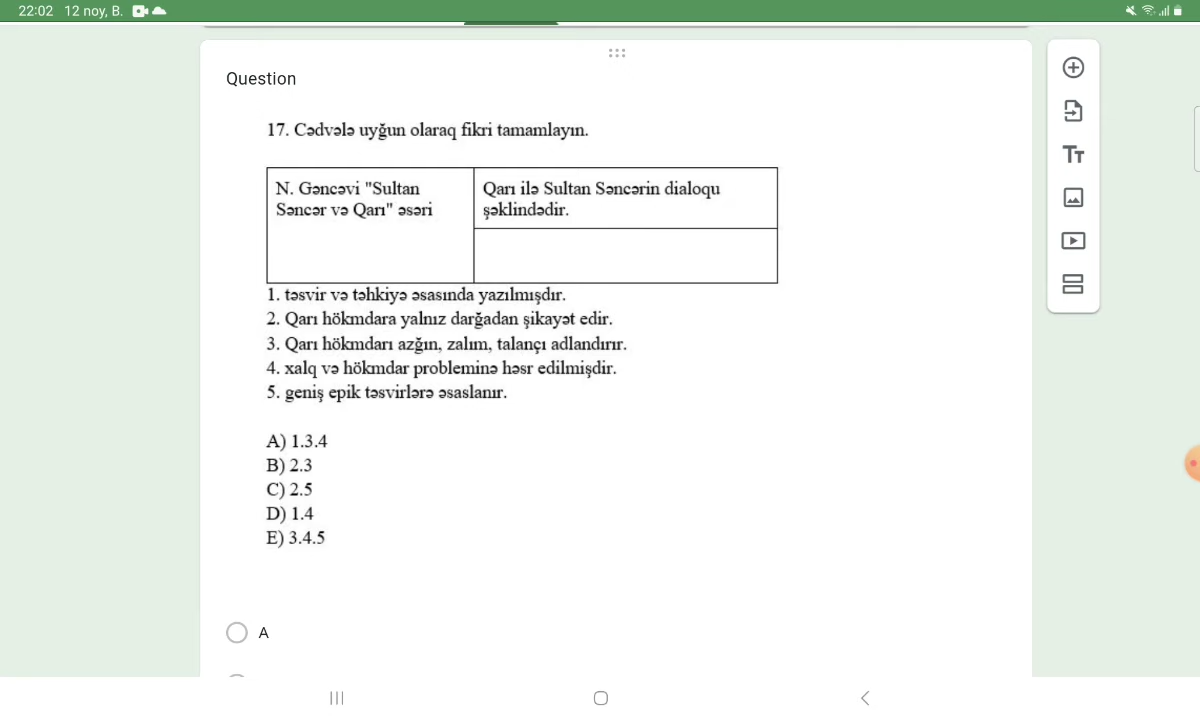 22:02 12 noy, B.
Question
17. Cədvələ uyğun olaraq fikri tamamlayın.
N. Gəncəvi "Sultan
Səncər və Qarı" əsəri
Qarı ilə Sultan Səncərin dialoqu
şəklindədir.
1. təsvir və təhkiyə əsasında yazılmışdır.
2. Qarı hökmdara yalnız darğadan şikayət edir.
3. Qarı hökmdarı azğın, zalım, talançı adlandırır.
4. xalq və hökmdar probleminə həsr edilmişdir.
5. geniş epik təsvirlərə əsaslanır.
A) 1.3.4
B) 2.3
C) 2.5
D) 1.4
E) 3.4.5
A